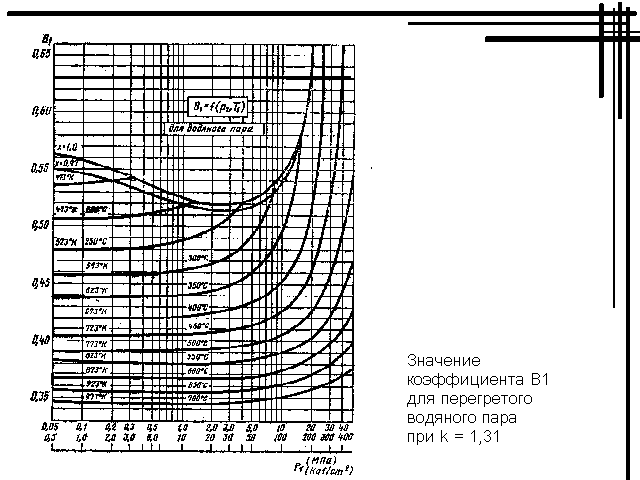 B₁
0,65
0,60
B₁=f(p₁,T₁)
для водяного пара
0,55
x=1,0
x=0,97
473°K
0,50
523°K 250°C
300°C
573°K
0,45
350°C
623°K
400°C
673°K
450°C
723°K
0,40
500°C
773°K
550°C
823°K
600°C
873°K
650°C
923°K
0,35
700°C
0,05 0,1 0,2 0,3 0,5 1,0 2,0 3,0 5,0 10 20 30 40
0,5 1,0 2,0 3,0 5,0 10 20 30 50 100 200 300 400
P₁ (МПа)
(кгс/см²)
Значение
коэффициента В1
для перегретого
водяного пара
при k = 1,31